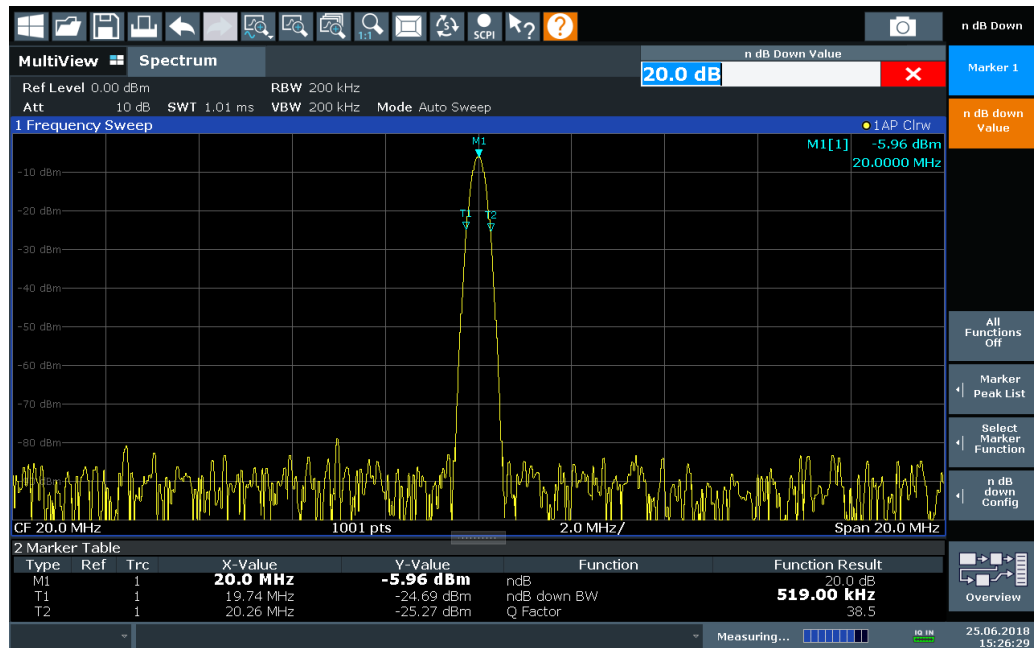 1:1
SCPI
n dB Down
MultiView Spectrum
n dB Down Value
20.0 dB
Marker 1
Ref Level 0.00 dBm RBW 200 kHz
Att 10 dB SWT 1.01 ms VBW 200 kHz Mode Auto Sweep
n dB down
Value
1 Frequency Sweep 1AP Clrw
M1
M1[1] -5.96 dBm
20.0000 MHz
-10 dBm
-20 dBm
T1 T2
-30 dBm
-40 dBm
-50 dBm
-60 dBm
-70 dBm
-80 dBm
All
Functions
Off
Marker
Peak List
Select
Marker
Function
n dB
down
Config
CF 20.0 MHz 1001 pts 2.0 MHz/ Span 20.0 MHz
2 Marker Table
Type Ref Trc X-Value Y-Value Function Function Result
M1 1 20.0 MHz -5.96 dBm ndB 20.0 dB
T1 1 19.74 MHz -24.69 dBm ndB down BW 519.00 kHz
T2 1 20.26 MHz -25.27 dBm Q Factor 38.5
Overview
Measuring... IQ IN 25.06.2018
15:26:29